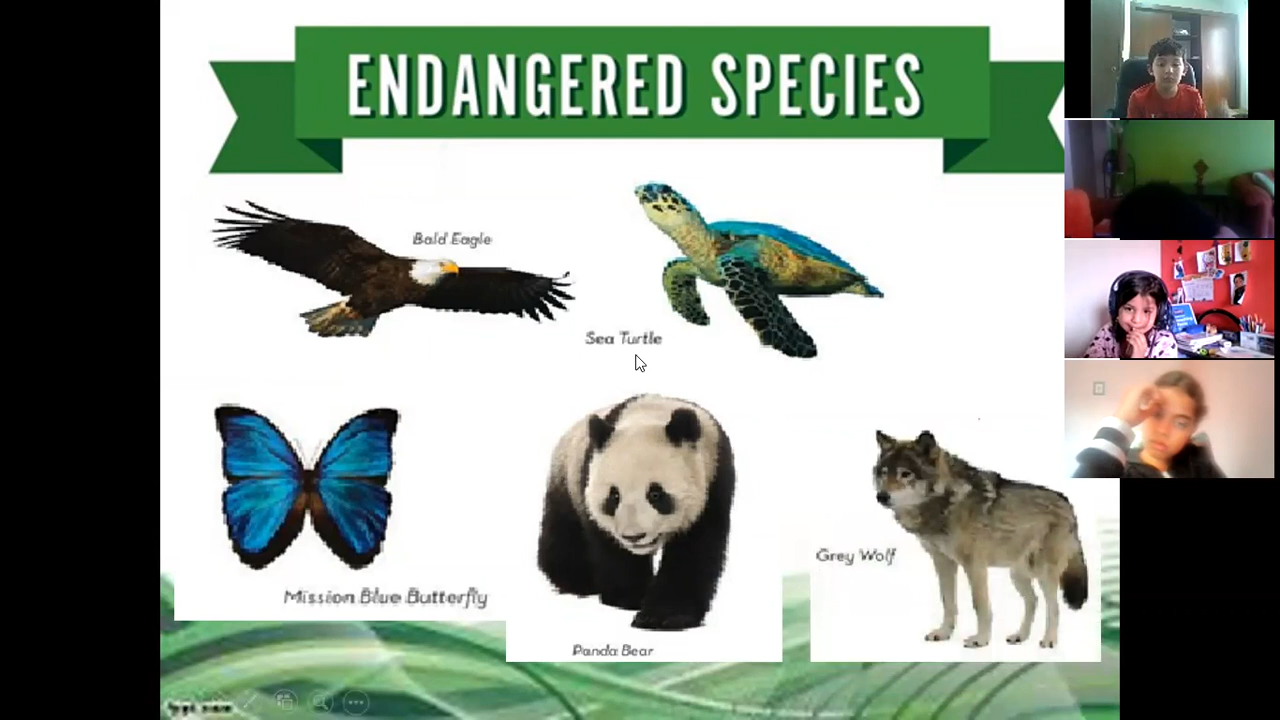 ENDANGERED SPECIES
Bald Eagle
Sea Turtle
Mission Blue Butterfly
Panda Bear
Grey Wolf